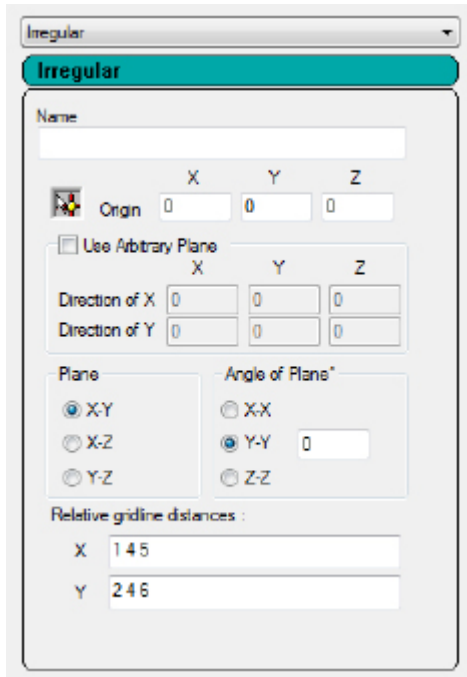 Irregular
Irregular
Name
X Y Z
Origin 0 0 0
Use Arbitrary Plane
X Y Z
Direction of X 0 0 0
Direction of Y 0 0 0
Plane Angle of Plane°
X-Y X-X
X-Z Y-Y 0
Y-Z Z-Z
Relative gridline distances :
X 1 4 5
Y 2 4 6